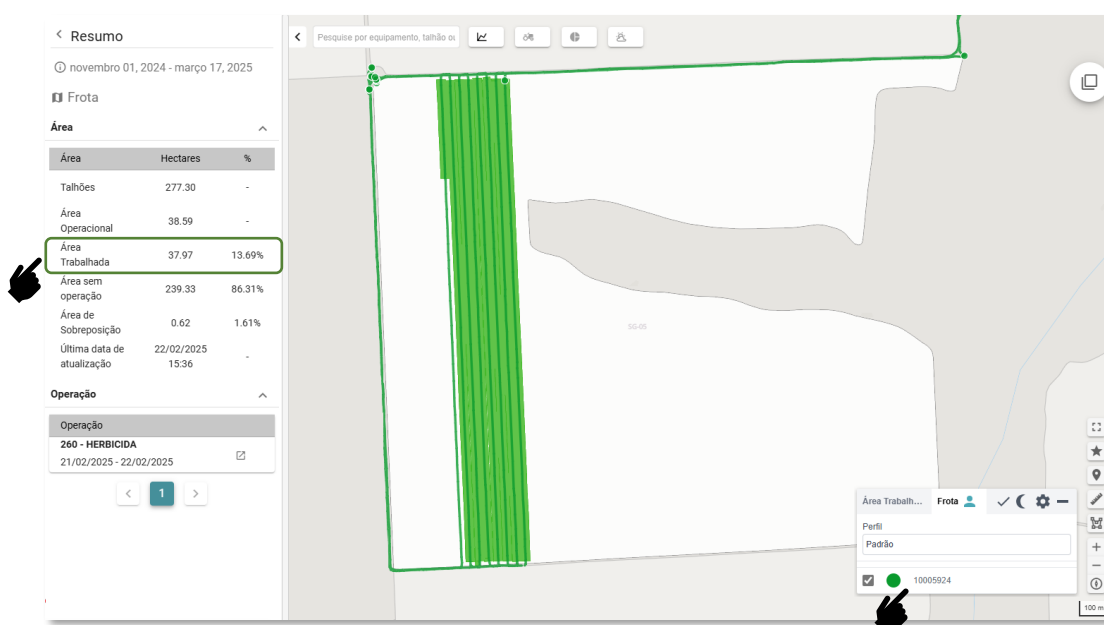 Resumo
novembro 01, 2024 - março 17, 2025
Frota
Área
Área Hectares %
Talhões 277.30 -
Área
Operacional 38.59 -
Área
Trabalhada 37.97 13.69%
Área sem
operação 239.33 86.31%
Área de
Sobreposição 0.62 1.61%
Última data de
atualização 22/02/2025
15:36 -
Operação
Operação
260 - HERBICIDA
21/02/2025 - 22/02/2025
1
Pesquise por equipamento, talhão ou
SG-05
Área Trabalh... Frota
Perfil
Padrão
10005924
100 m